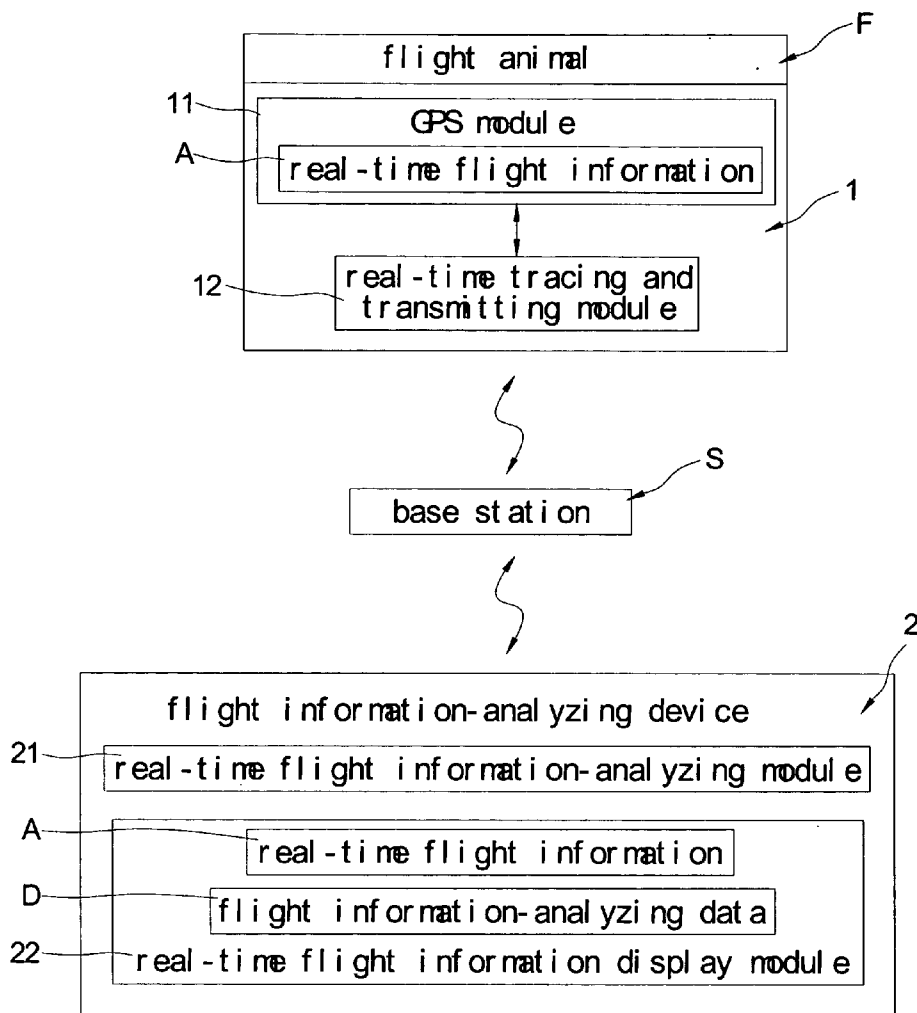 F
flight animal
11
GPS module
A
real-time flight information
1
12
real-time tracing and
transmitting module
S
base station
2
flight information-analyzing device
21
real-time flight information-analyzing module
A
real-time flight information
D
flight information-analyzing data
22
real-time flight information display module